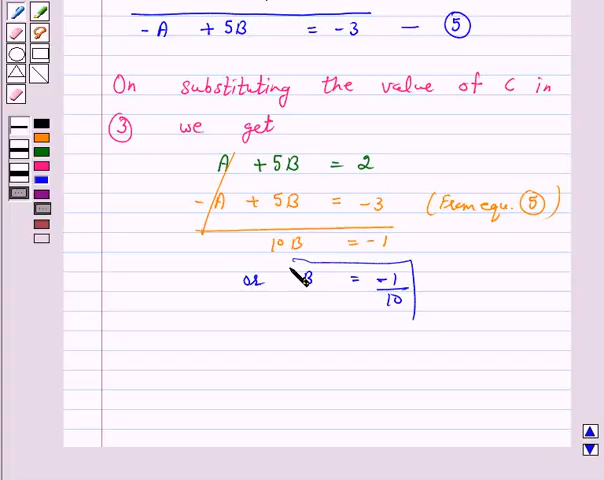 -A + 5B = -3 — ⑤
On substituting the value of C in
③ we get
A + 5B = 2
-A + 5B = -3 (From equ. ⑤)
10B = -1
or B = -1/10